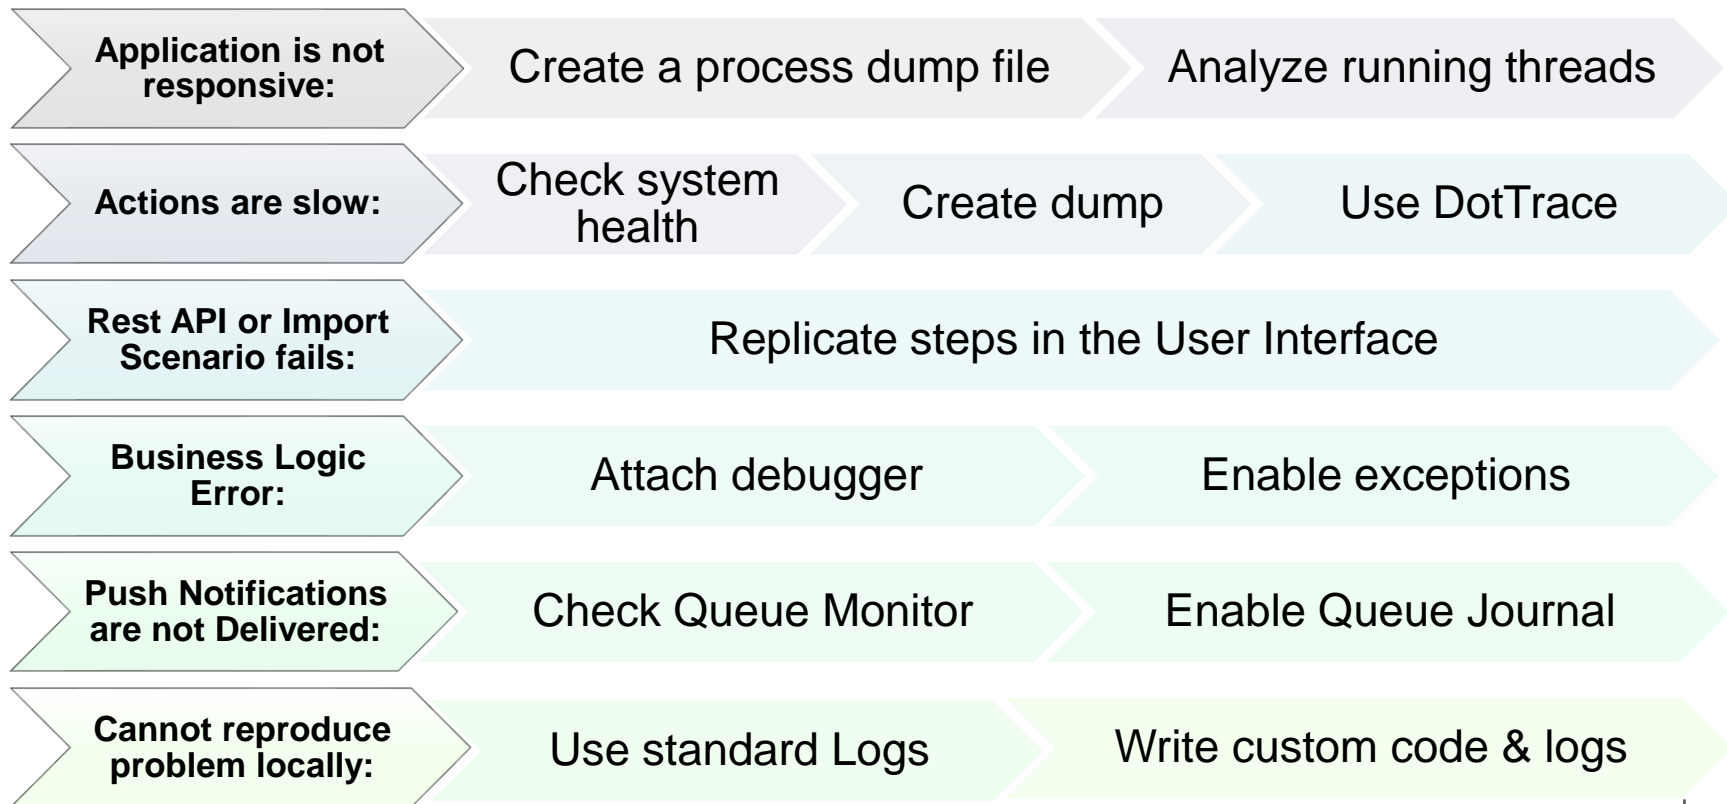 Application is not
responsive:
Create a process dump file
Analyze running threads
Actions are slow:
Check system
health
Create dump
Use DotTrace
Rest API or Import
Scenario fails:
Replicate steps in the User Interface
Business Logic
Error:
Attach debugger
Enable exceptions
Push Notifications
are not Delivered:
Check Queue Monitor
Enable Queue Journal
Cannot reproduce
problem locally:
Use standard Logs
Write custom code & logs